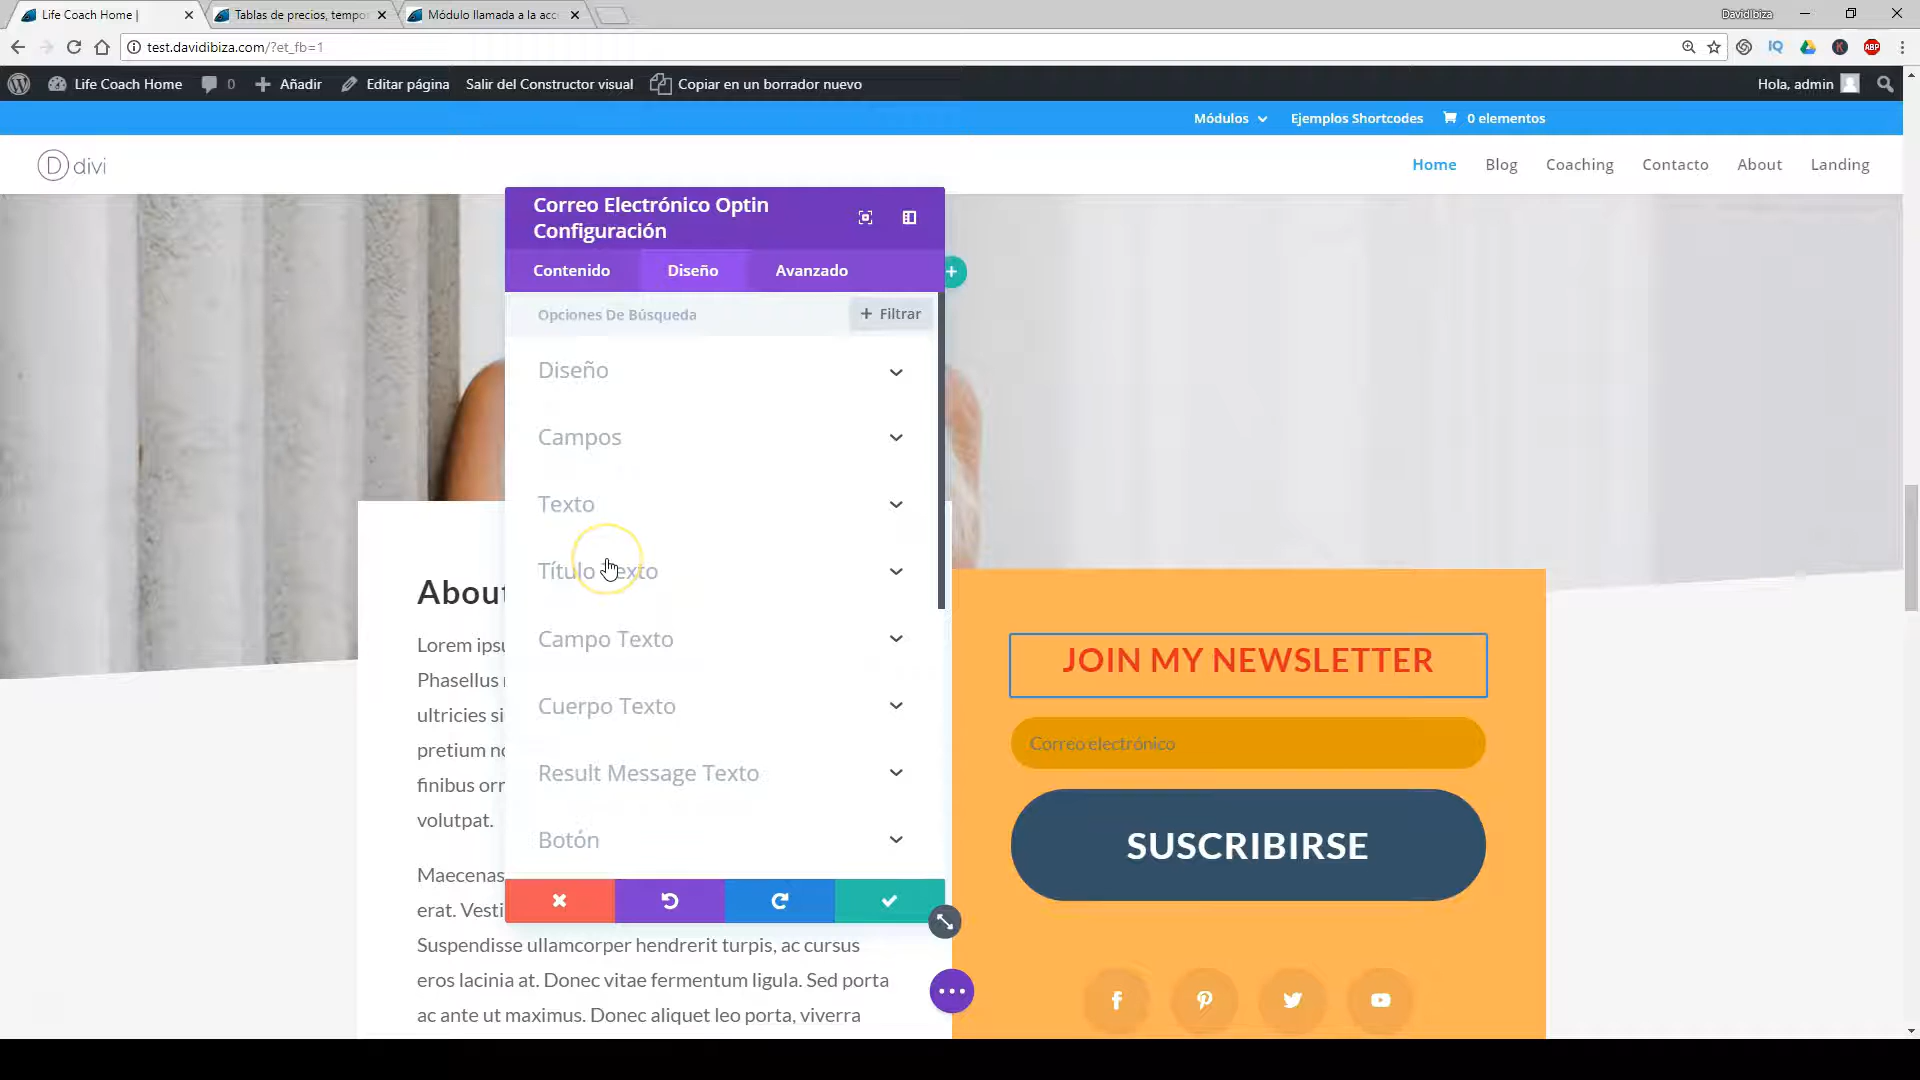 Life Coach Home |
Tablas de precios, tempo
Módulo llamada a la acc
DavidIbiza
test.davidibiza.com/?et_fb=1
IQ
K
ABP
Life Coach Home
0
Añadir
Editar página
Salir del Constructor visual
Copiar en un borrador nuevo
Hola, admin
Módulos
Ejemplos Shortcodes
0 elementos
D divi
Home
Blog
Coaching
Contacto
About
Landing
Correo Electrónico Optin
Configuración
Contenido
Diseño
Avanzado
Opciones De Búsqueda
+ Filtrar
Diseño
Campos
Texto
Título Texto
Campo Texto
Cuerpo Texto
Result Message Texto
Botón
About
Lorem ipsu
Phasellus
ultricies si
pretium no
finibus orn
volutpat.
Maecenas
erat. Vesti
Suspendisse ullamcorper hendrerit turpis, ac cursus
eros lacinia at. Donec vitae fermentum ligula. Sed porta
ac ante ut maximus. Donec aliquet leo porta, viverra
JOIN MY NEWSLETTER
Correo electrónico
SUSCRIBIRSE